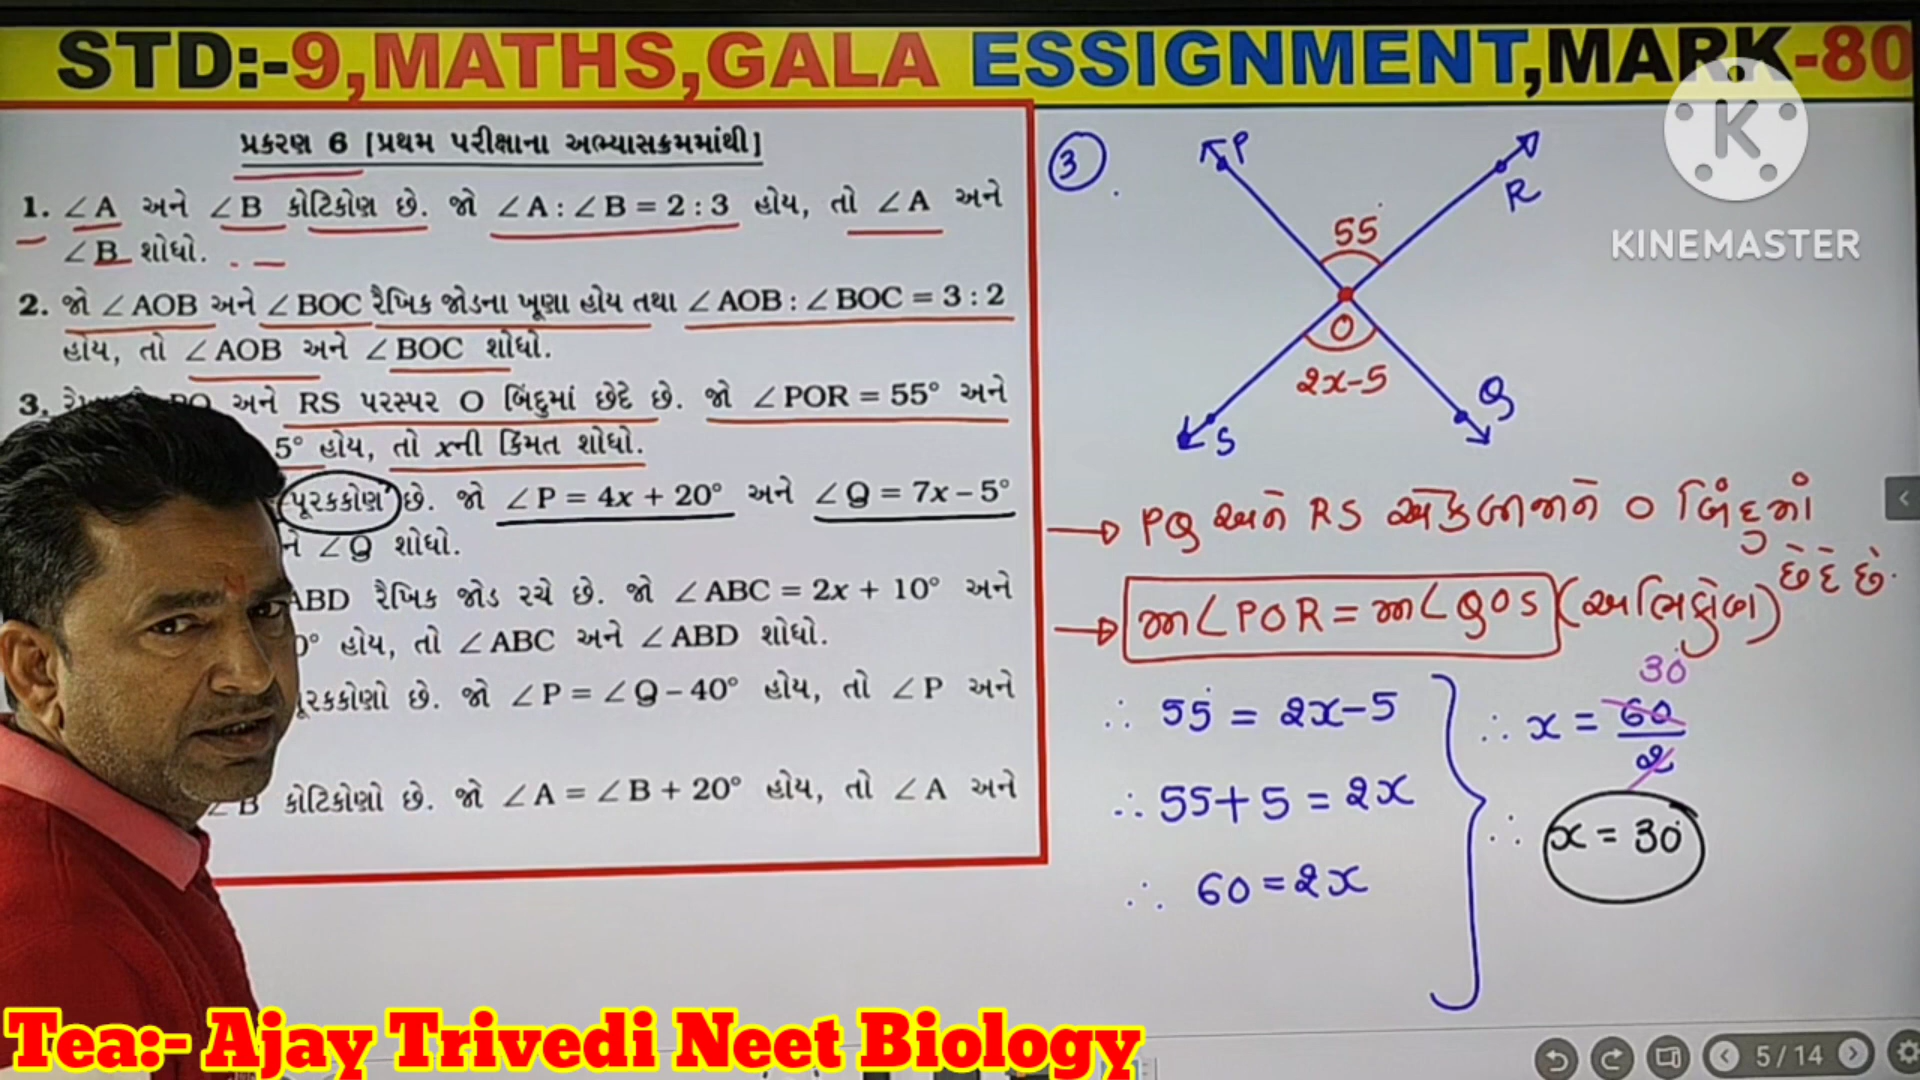 STD:-9,MATHS,GALA ESSIGNMENT,MARK-80
K
KINEMASTER
પ્રકરણ 6 [પ્રથમ પરીક્ષાના અભ્યાસક્રમમાંથી]
1. ∠A અને ∠B કોટિકોણ છે. જો ∠A : ∠B = 2 : 3 હોય, તો ∠A અને
∠B શોધો.
2. જો ∠AOB અને ∠BOC રૈખિક જોડના ખૂણા હોય તથા ∠AOB : ∠BOC = 3 : 2
હોય, તો ∠AOB અને ∠BOC શોધો.
3. અને RS પરસ્પર O બિંદુમાં છેદે છે. જો ∠POR = 55° અને
5° હોય, તો xની કિંમત શોધો.
પૂરકકોણ છે. જો ∠P = 4x + 20° અને ∠Q = 7x – 5°
∠Q શોધો.
ABD રૈખિક જોડ રચે છે. જો ∠ABC = 2x + 10° અને
0° હોય, તો ∠ABC અને ∠ABD શોધો.
પૂરકકોણો છે. જો ∠P = ∠Q – 40° હોય, તો ∠P અને
∠B કોટિકોણો છે. જો ∠A = ∠B + 20° હોય, તો ∠A અને
3
P
R
55°
O
2x-5
S
Q
→ PQ અને RS એકબીજાને O બિંદુમાં
છેદે છે.
→ m∠POR = m∠QOS (અભિકોણ)
∴ 55° = 2x-5
∴ 55+5 = 2x
∴ 60 = 2x
30
∴ x = 60/2
∴ x = 30°
5 / 14
Tea:- Ajay Trivedi Neet Biology